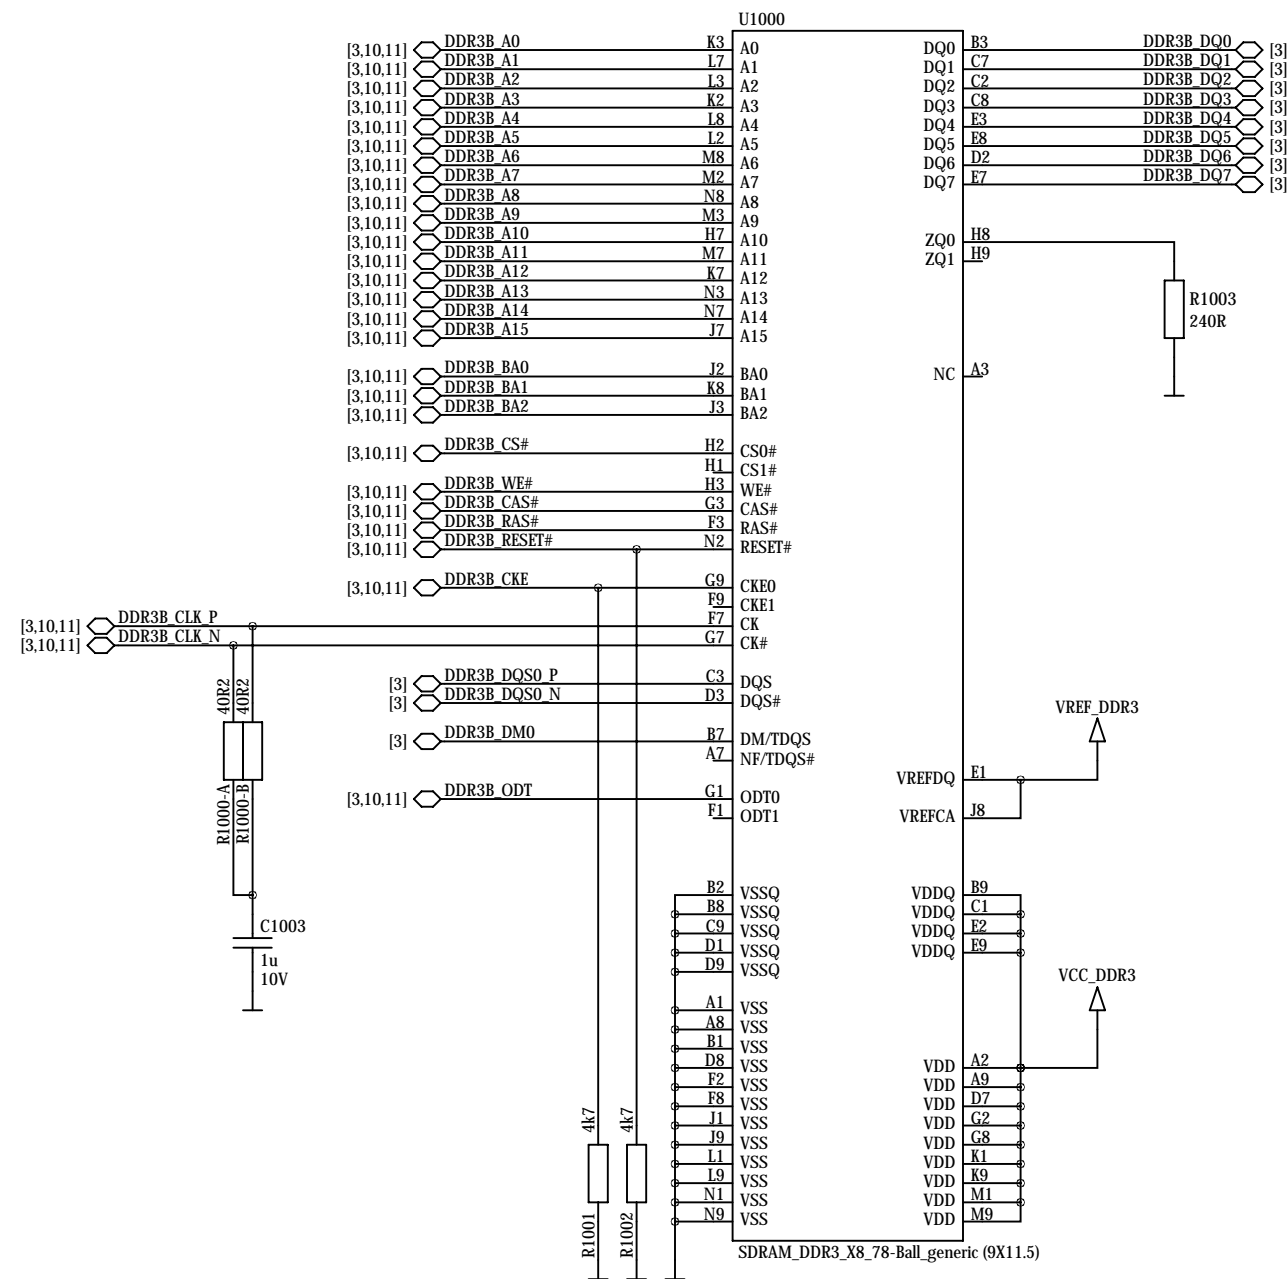 U1000
[3,10,11] DDR3B_A0 K3 A0 DQ0 B3 DDR3B_DQ0 [3]
[3,10,11] DDR3B_A1 L7 A1 DQ1 C7 DDR3B_DQ1 [3]
[3,10,11] DDR3B_A2 L3 A2 DQ2 C2 DDR3B_DQ2 [3]
[3,10,11] DDR3B_A3 K2 A3 DQ3 C8 DDR3B_DQ3 [3]
[3,10,11] DDR3B_A4 L8 A4 DQ4 E3 DDR3B_DQ4 [3]
[3,10,11] DDR3B_A5 L2 A5 DQ5 E8 DDR3B_DQ5 [3]
[3,10,11] DDR3B_A6 M8 A6 DQ6 D2 DDR3B_DQ6 [3]
[3,10,11] DDR3B_A7 M2 A7 DQ7 E7 DDR3B_DQ7 [3]
[3,10,11] DDR3B_A8 N8 A8
[3,10,11] DDR3B_A9 M3 A9
[3,10,11] DDR3B_A10 H7 A10 ZQ0 H8
[3,10,11] DDR3B_A11 M7 A11 ZQ1 H9
[3,10,11] DDR3B_A12 K7 A12
[3,10,11] DDR3B_A13 N3 A13 R1003
[3,10,11] DDR3B_A14 N7 A14 240R
[3,10,11] DDR3B_A15 J7 A15
[3,10,11] DDR3B_BA0 J2 BA0 NC A3
[3,10,11] DDR3B_BA1 K8 BA1
[3,10,11] DDR3B_BA2 J3 BA2
[3,10,11] DDR3B_CS# H2 CS0#
H1 CS1#
[3,10,11] DDR3B_WE# H3 WE#
[3,10,11] DDR3B_CAS# G3 CAS#
[3,10,11] DDR3B_RAS# F3 RAS#
[3,10,11] DDR3B_RESET# N2 RESET#
[3,10,11] DDR3B_CKE G9 CKE0
F9 CKE1
[3,10,11] DDR3B_CLK_P F7 CK
[3,10,11] DDR3B_CLK_N G7 CK#
40R2 40R2
[3] DDR3B_DQS0_P C3 DQS
[3] DDR3B_DQS0_N D3 DQS#
VREF_DDR3
[3] DDR3B_DM0 B7 DM/TDQS
A7 NF/TDQS#
VREFDQ E1
R1000-A R1000-B
[3,10,11] DDR3B_ODT G1 ODT0
F1 ODT1 VREFCA J8
B2 VSSQ VDDQ B9
B8 VSSQ VDDQ C1
C9 VSSQ VDDQ E2
D1 VSSQ VDDQ E9
D9 VSSQ
C1003
1u
10V
VCC_DDR3
A1 VSS
A8 VSS
B1 VSS
D8 VSS VDD A2
F2 VSS VDD A9
F8 VSS VDD D7
J1 VSS VDD G2
J9 VSS VDD G8
L1 VSS VDD K1
L9 VSS VDD K9
N1 VSS VDD M1
N9 VSS VDD M9
4k7 4k7
R1001 R1002
SDRAM_DDR3_X8_78-Ball_generic (9X11.5)